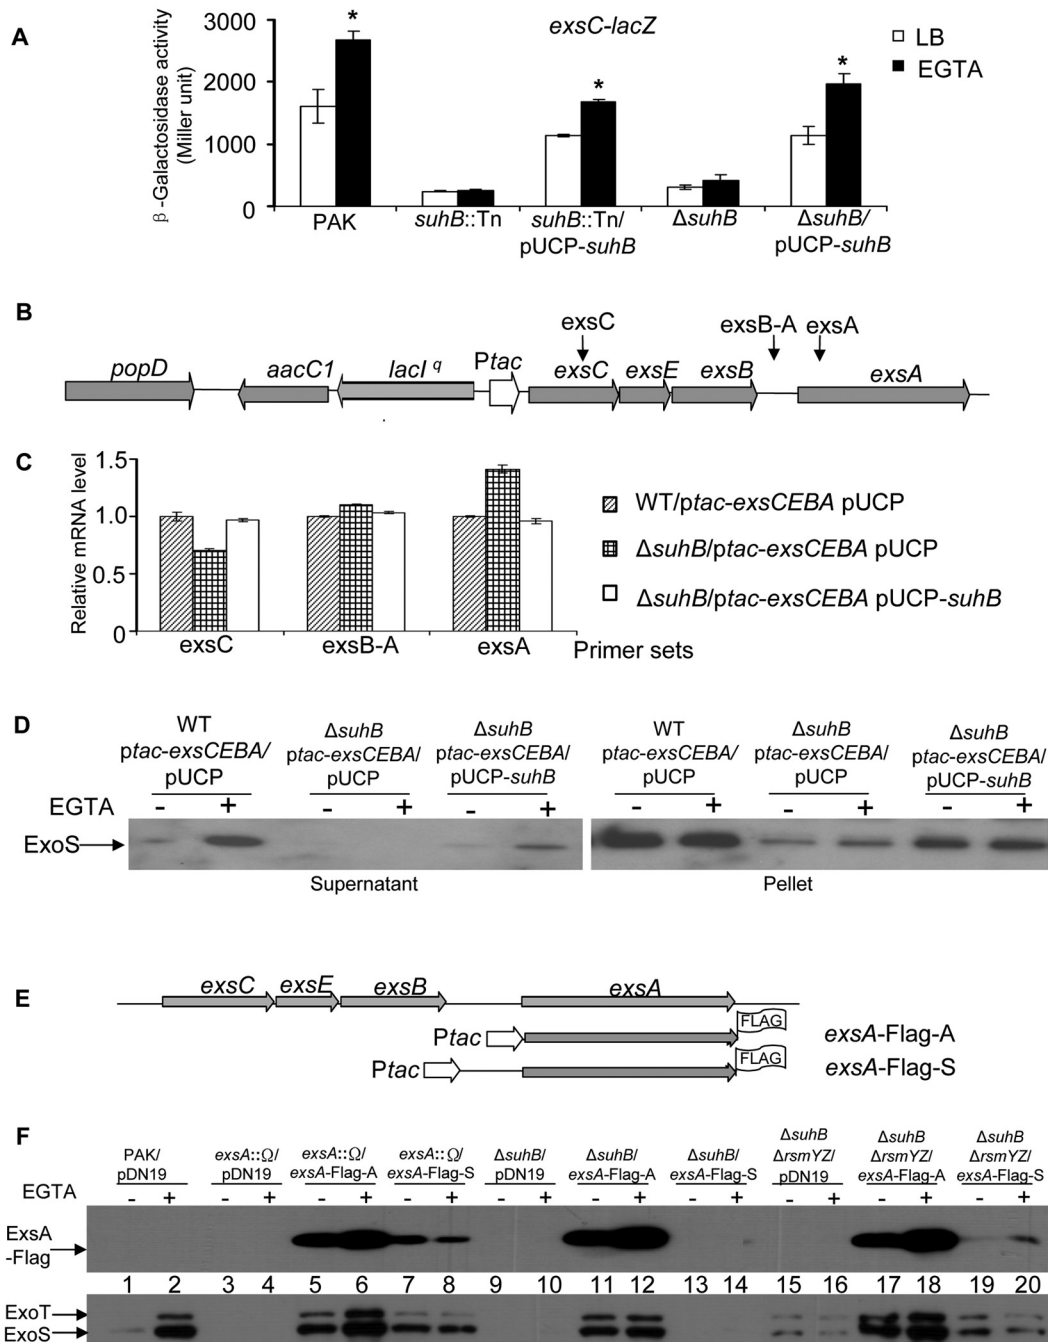 A
exsC-lacZ
β-Galactosidase activity
(Miller unit)
3000
2000
1000
0
*
*
*
LB
EGTA
PAK
suhB::Tn
suhB::Tn/
pUCP-suhB
ΔsuhB
ΔsuhB/
pUCP-suhB
B
exsC
exsB-A
exsA
popD
aacC1
lacI q
Ptac
exsC
exsE
exsB
exsA
C
Relative mRNA level
1.5
1.0
0.5
0
exsC
exsB-A
exsA
Primer sets
WT/ptac-exsCEBA pUCP
ΔsuhB/ptac-exsCEBA pUCP
ΔsuhB/ptac-exsCEBA pUCP-suhB
D
WT
ptac-exsCEBA/
pUCP
ΔsuhB
ptac-exsCEBA/
pUCP
ΔsuhB
ptac-exsCEBA/
pUCP-suhB
WT
ptac-exsCEBA/
pUCP
ΔsuhB
ptac-exsCEBA/
pUCP
ΔsuhB
ptac-exsCEBA/
pUCP-suhB
EGTA - + - + - + - + - + - +
ExoS
Supernatant
Pellet
E
exsC
exsE
exsB
exsA
Ptac
FLAG
exsA-Flag-A
Ptac
FLAG
exsA-Flag-S
F
PAK/
pDN19
exsA::Ω/
pDN19
exsA::Ω/
exsA-Flag-A
exsA::Ω/
exsA-Flag-S
ΔsuhB/
pDN19
ΔsuhB/
exsA-Flag-A
ΔsuhB/
exsA-Flag-S
ΔsuhB
ΔrsmYZ/
pDN19
ΔsuhB
ΔrsmYZ/
exsA-Flag-A
ΔsuhB
ΔrsmYZ/
exsA-Flag-S
EGTA - + - + - + - + - + - + - + - + - + - +
ExsA
-Flag
1 2 3 4 5 6 7 8 9 10 11 12 13 14 15 16 17 18 19 20
ExoT
ExoS